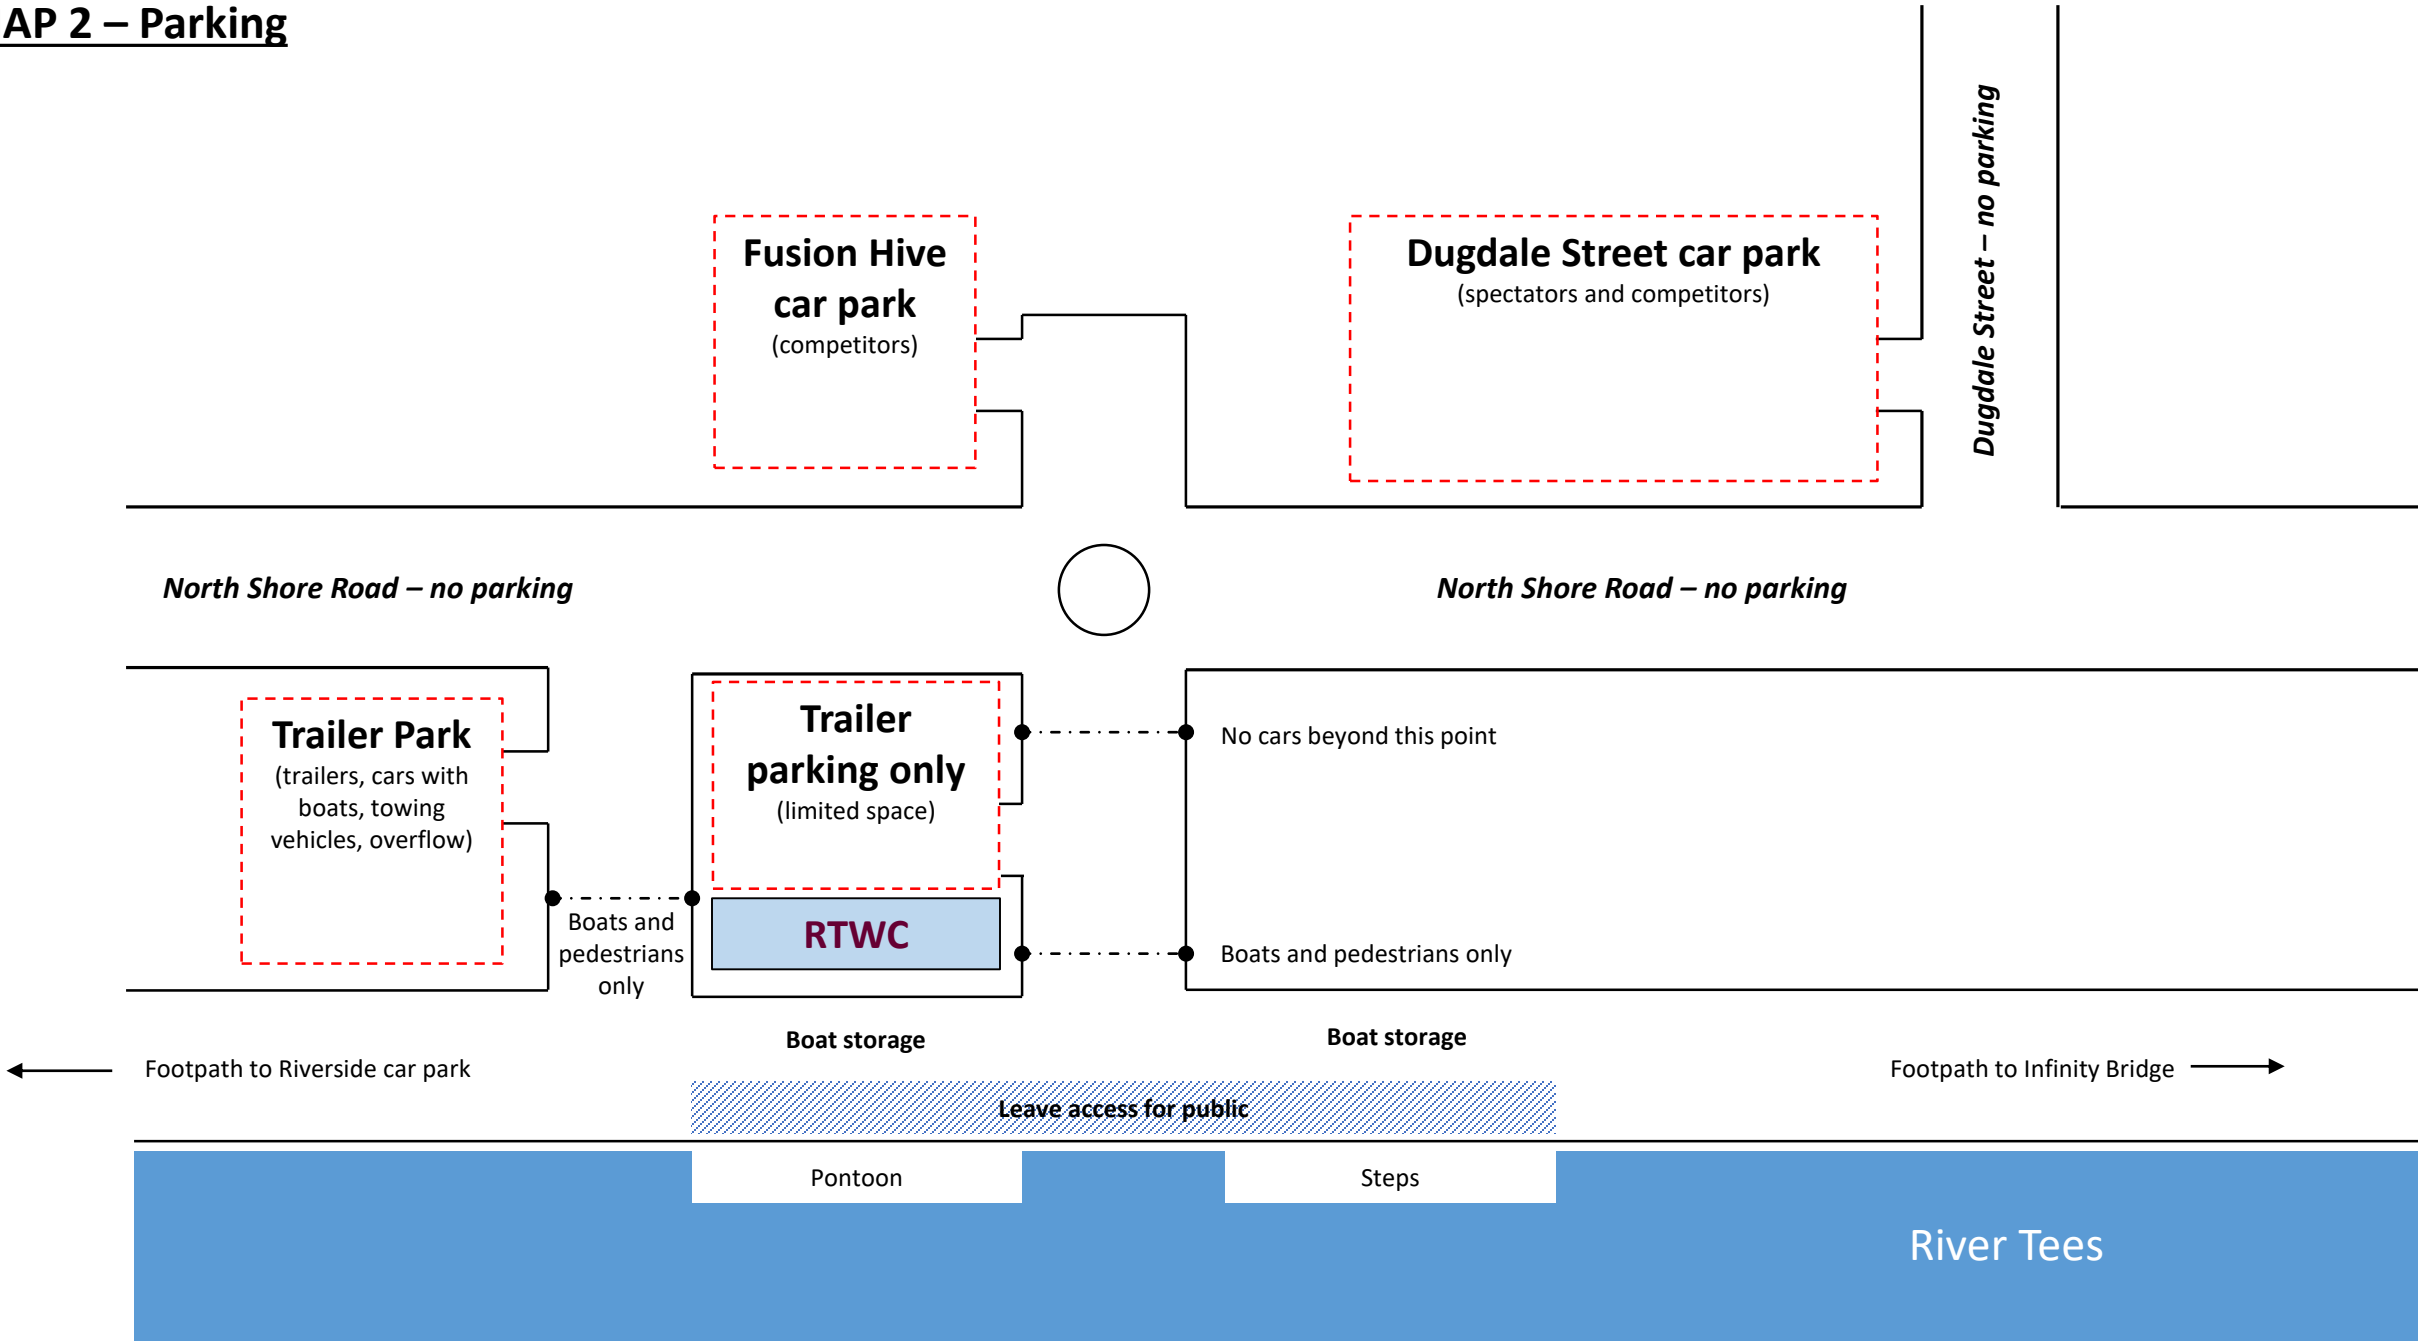 AP 2 – Parking
Dugdale Street – no parking
Fusion Hive
car park
(competitors)
Dugdale Street car park
(spectators and competitors)
North Shore Road – no parking
North Shore Road – no parking
Trailer Park
(trailers, cars with
boats, towing
vehicles, overflow)
Trailer
parking only
(limited space)
No cars beyond this point
RTWC
Boats and
pedestrians
only
Boats and pedestrians only
Boat storage
Boat storage
Footpath to Riverside car park
Footpath to Infinity Bridge
Leave access for public
Pontoon
Steps
River Tees